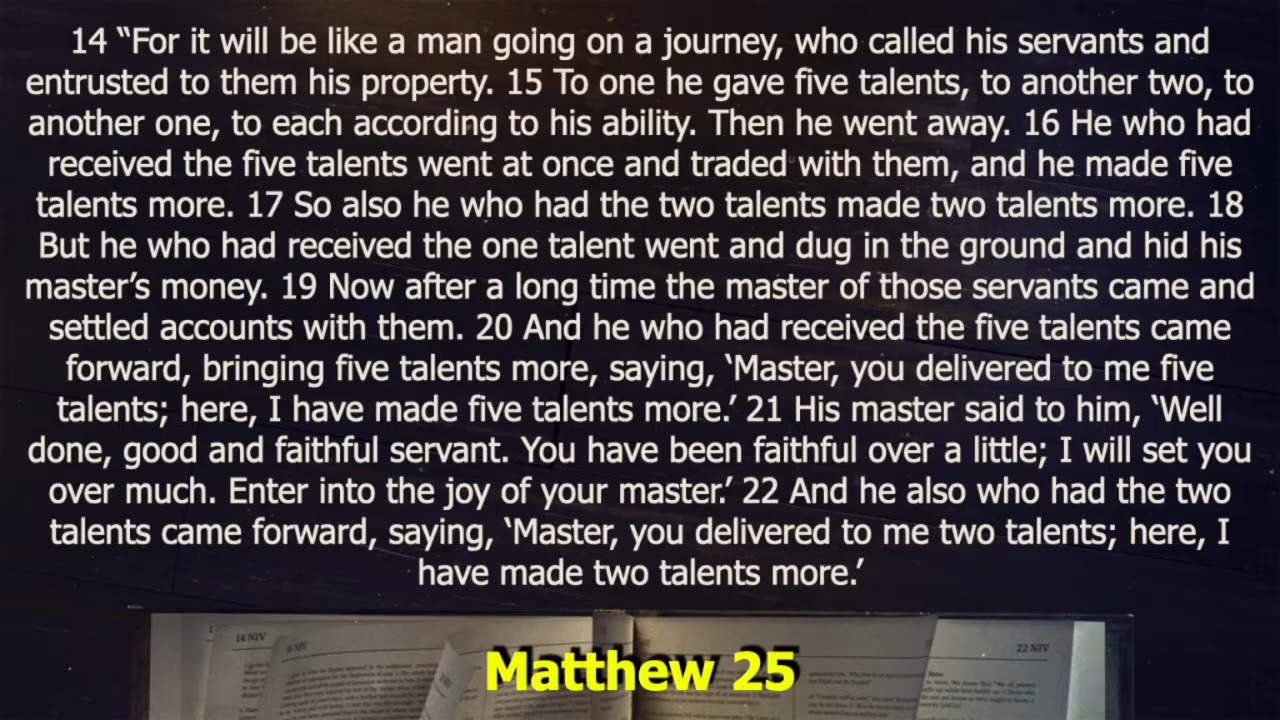 14 “For it will be like a man going on a journey, who called his servants and
entrusted to them his property. 15 To one he gave five talents, to another two, to
another one, to each according to his ability. Then he went away. 16 He who had
received the five talents went at once and traded with them, and he made five
talents more. 17 So also he who had the two talents made two talents more. 18
But he who had received the one talent went and dug in the ground and hid his
master’s money. 19 Now after a long time the master of those servants came and
settled accounts with them. 20 And he who had received the five talents came
forward, bringing five talents more, saying, ‘Master, you delivered to me five
talents; here, I have made five talents more.’ 21 His master said to him, ‘Well
done, good and faithful servant. You have been faithful over a little; I will set you
over much. Enter into the joy of your master.’ 22 And he also who had the two
talents came forward, saying, ‘Master, you delivered to me two talents; here, I
have made two talents more.’
14 NIV
22 NIV
Matthew 25